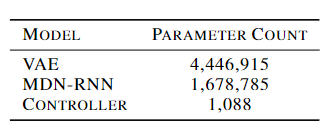 MODEL PARAMETER COUNT
VAE 4,446,915
MDN-RNN 1,678,785
CONTROLLER 1,088